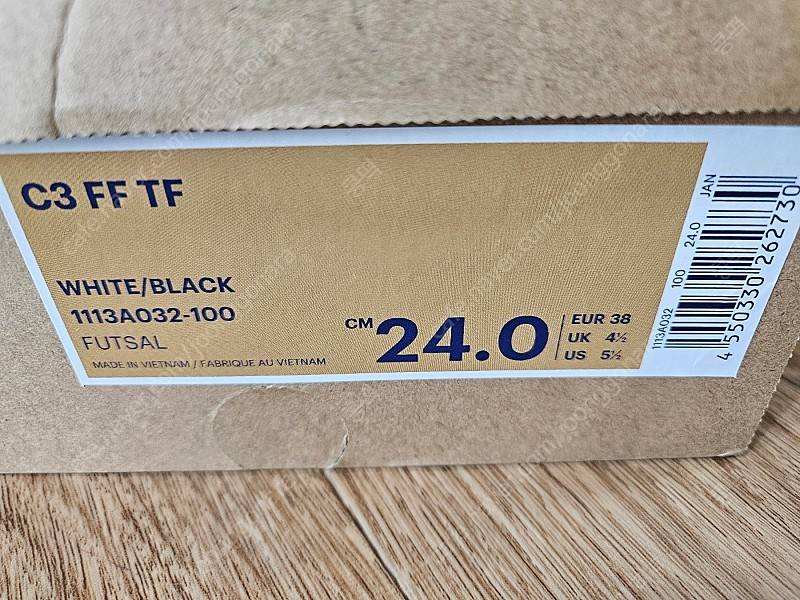 C3 FF TF
WHITE/BLACK
1113A032-100
FUTSAL
MADE IN VIETNAM / FABRIQUE AU VIETNAM
CM 24.0
EUR 38
UK 4½
US 5½
1113A032 100 24.0 JAN
4 550330 262730